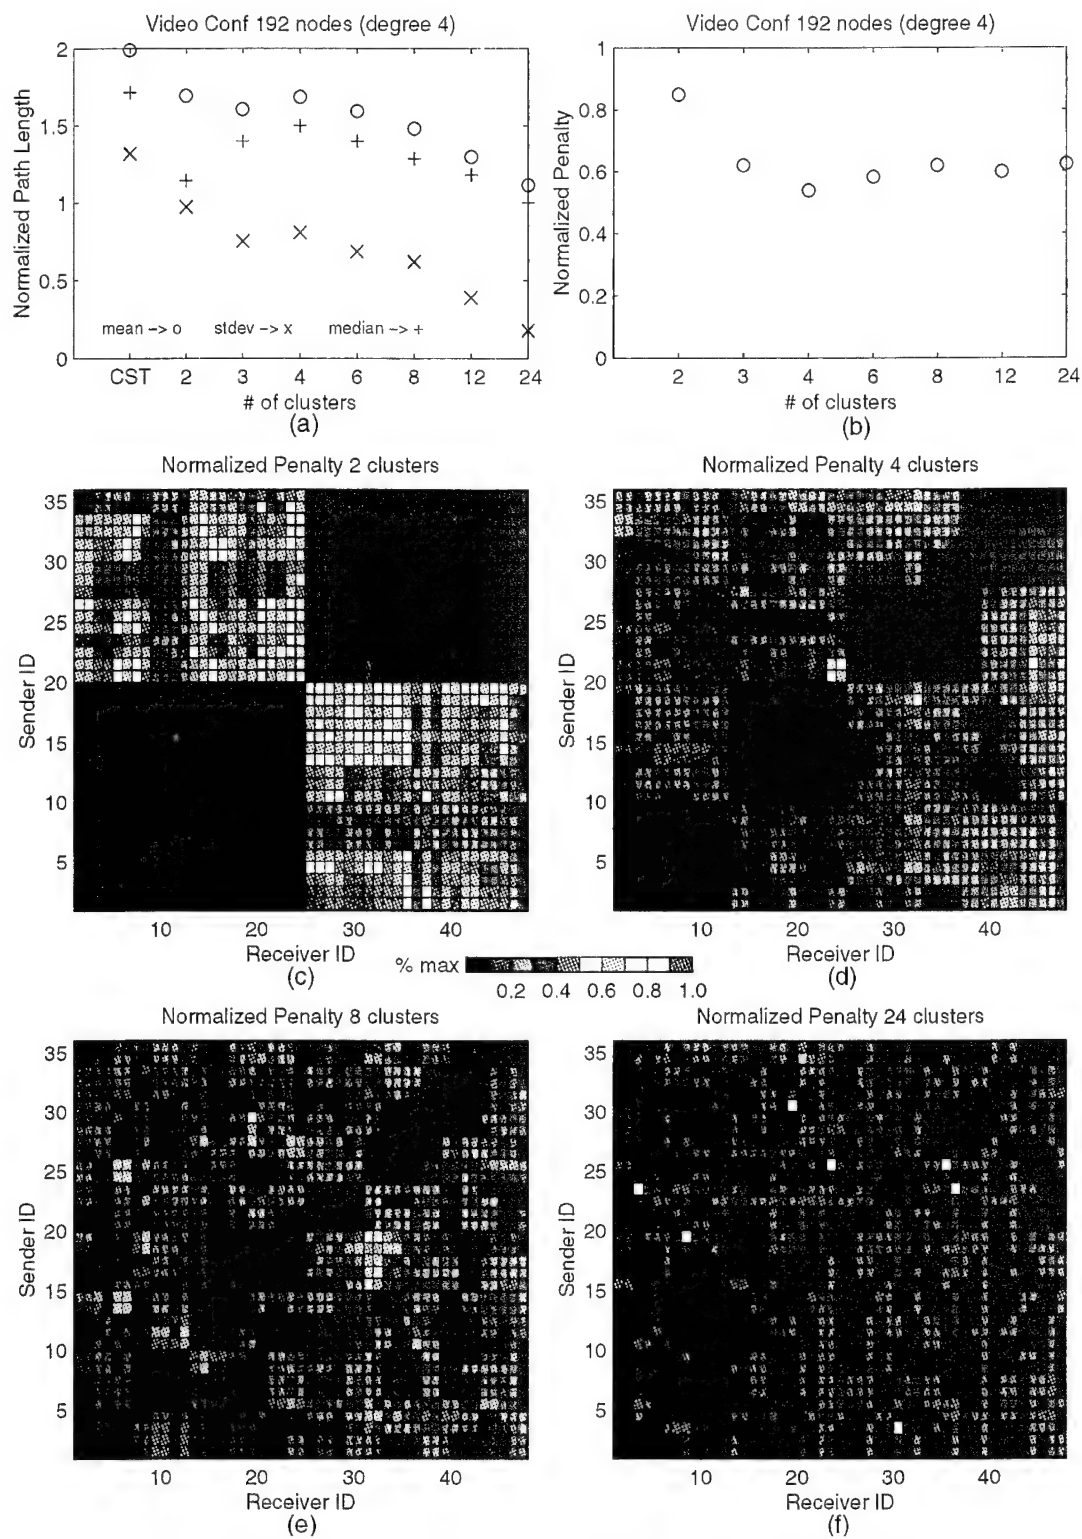 Video Conf 192 nodes (degree 4)
2
1.5
1
0.5
0
Normalized Path Length
mean -> o
stdev -> x
median -> +
CST 2 3 4 6 8 12 24
# of clusters
(a)
Video Conf 192 nodes (degree 4)
1
0.8
0.6
0.4
0.2
0
Normalized Penalty
2 3 4 6 8 12 24
# of clusters
(b)
Normalized Penalty 2 clusters
35
30
25
20
15
10
5
Sender ID
10 20 30 40
Receiver ID
(c)
Normalized Penalty 4 clusters
35
30
25
20
15
10
5
Sender ID
10 20 30 40
Receiver ID
(d)
% max
0.2 0.4 0.6 0.8 1.0
Normalized Penalty 8 clusters
35
30
25
20
15
10
5
Sender ID
10 20 30 40
Receiver ID
(e)
Normalized Penalty 24 clusters
35
30
25
20
15
10
5
Sender ID
10 20 30 40
Receiver ID
(f)